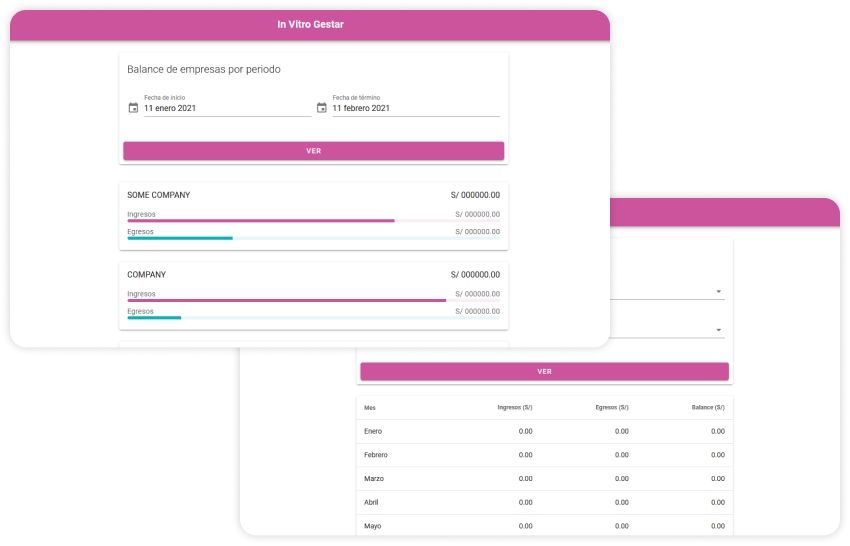 In Vitro Gestar
Balance de empresas por periodo
Fecha de inicio Fecha de término
11 enero 2021 11 febrero 2021
VER
SOME COMPANY S/ 000000.00
Ingresos S/ 000000.00
Egresos S/ 000000.00
COMPANY S/ 000000.00
Ingresos S/ 000000.00
Egresos S/ 000000.00
VER
Mes Ingresos (S/) Egresos (S/) Balance (S/)
Enero 0.00 0.00 0.00
Febrero 0.00 0.00 0.00
Marzo 0.00 0.00 0.00
Abril 0.00 0.00 0.00
Mayo 0.00 0.00 0.00